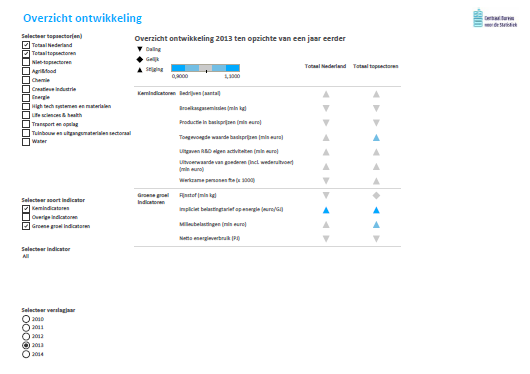 Overzicht ontwikkeling
Centraal Bureau
voor de Statistiek
Selecteer topsector(en)
Totaal Nederland
Totaal topsectoren
Niet-topsectoren
Agri&food
Chemie
Creatieve industrie
Energie
High tech systemen en materialen
Life sciences & health
Transport en opslag
Tuinbouw en uitgangsmaterialen sectoraal
Water
Selecteer soort indicator
Kernindicatoren
Overige indicatoren
Groene groei indicatoren
Selecteer indicator
All
Selecteer verslagjaar
2010
2011
2012
2013
2014
Overzicht ontwikkeling 2013 ten opzichte van een jaar eerder
Daling
Gelijk
Stijging
0,9000 1,1000
Totaal Nederland Totaal topsectoren
Kernindicatoren Bedrijven (aantal)
Broeikasgasemissies (mln kg)
Productie in basisprijzen (mln euro)
Toegevoegde waarde basisprijzen (mln euro)
Uitgaven R&D eigen activiteiten (mln euro)
Uitvoerwaarde van goederen (incl. wederuitvoer)
(mln euro)
Werkzame personen fte (x 1000)
Groene groei Fijnstof (mln kg)
indicatoren
Impliciet belastingtarief op energie (euro/GJ)
Milieubelastingen (mln euro)
Netto energieverbruik (PJ)